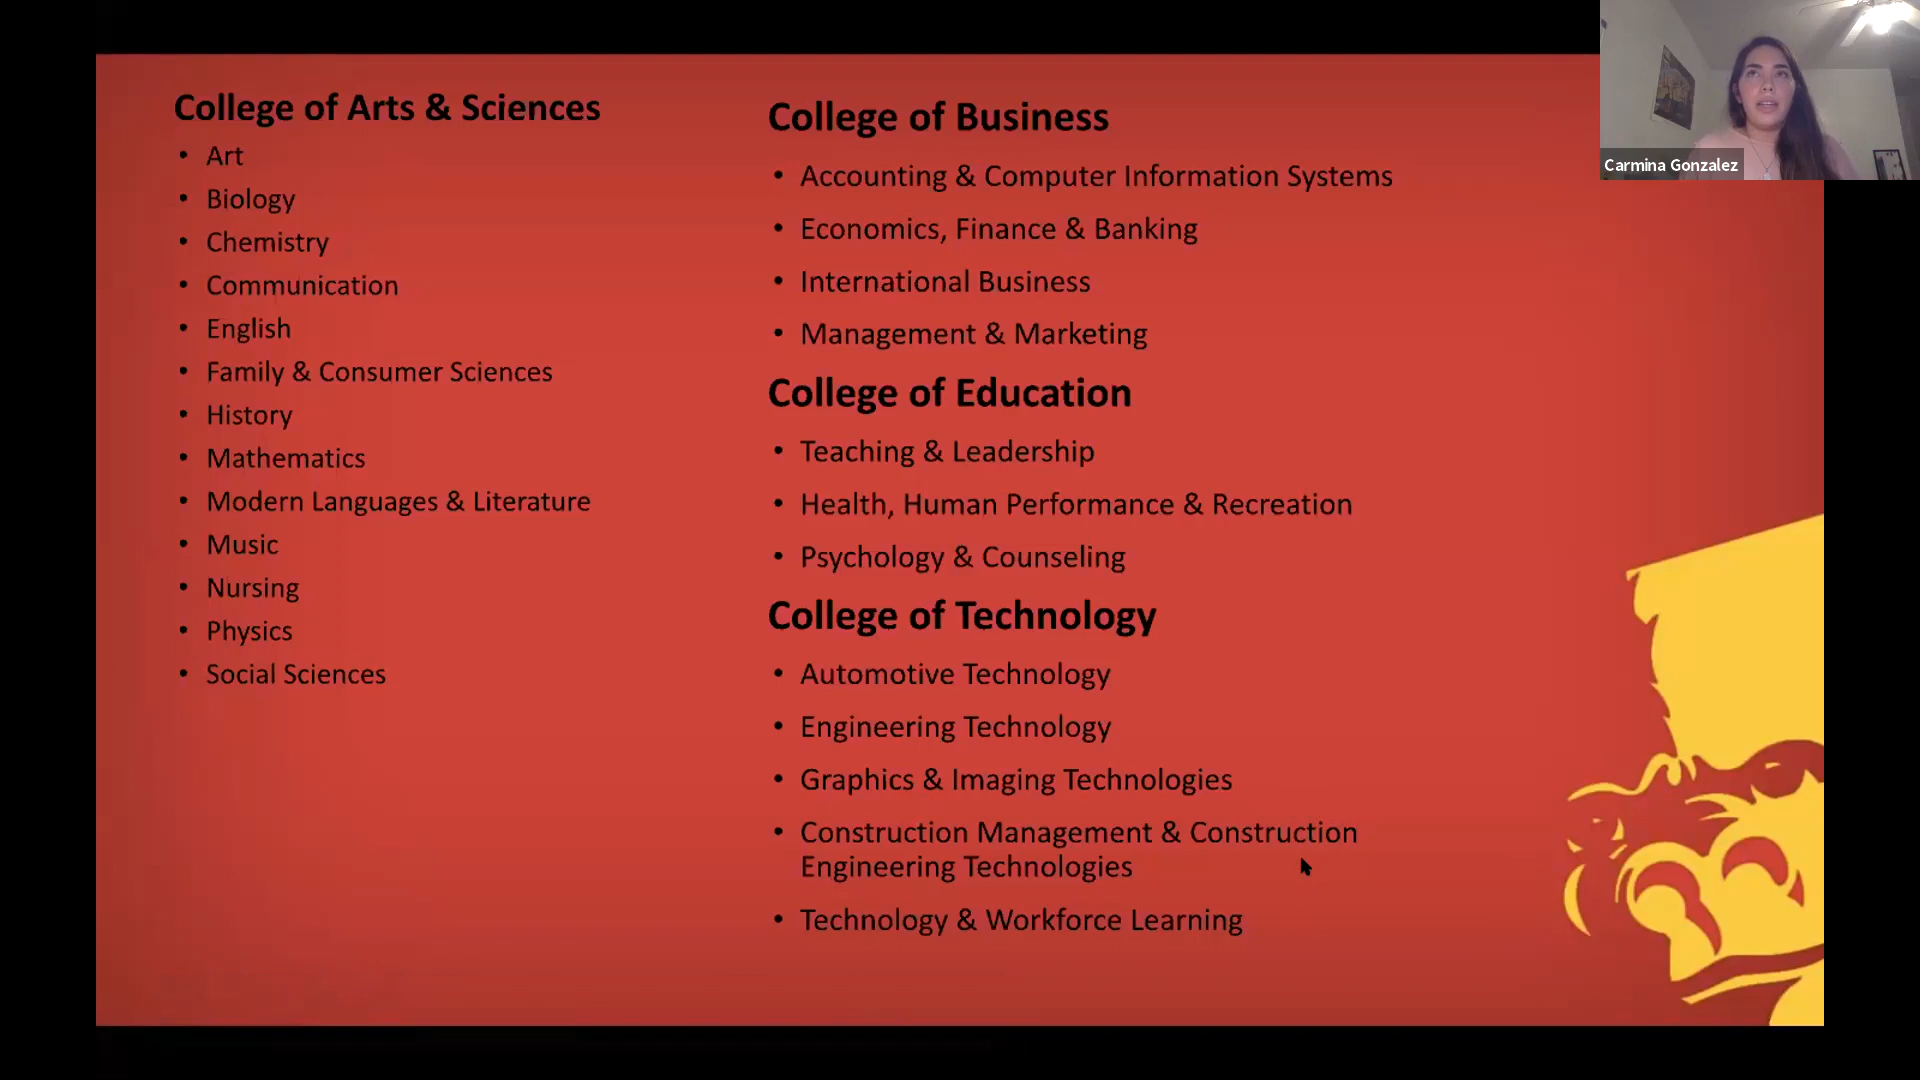 College of Arts & Sciences
• Art
• Biology
• Chemistry
• Communication
• English
• Family & Consumer Sciences
• History
• Mathematics
• Modern Languages & Literature
• Music
• Nursing
• Physics
• Social Sciences
College of Business
• Accounting & Computer Information Systems
• Economics, Finance & Banking
• International Business
• Management & Marketing
College of Education
• Teaching & Leadership
• Health, Human Performance & Recreation
• Psychology & Counseling
College of Technology
• Automotive Technology
• Engineering Technology
• Graphics & Imaging Technologies
• Construction Management & Construction
Engineering Technologies
• Technology & Workforce Learning
Carmina Gonzalez